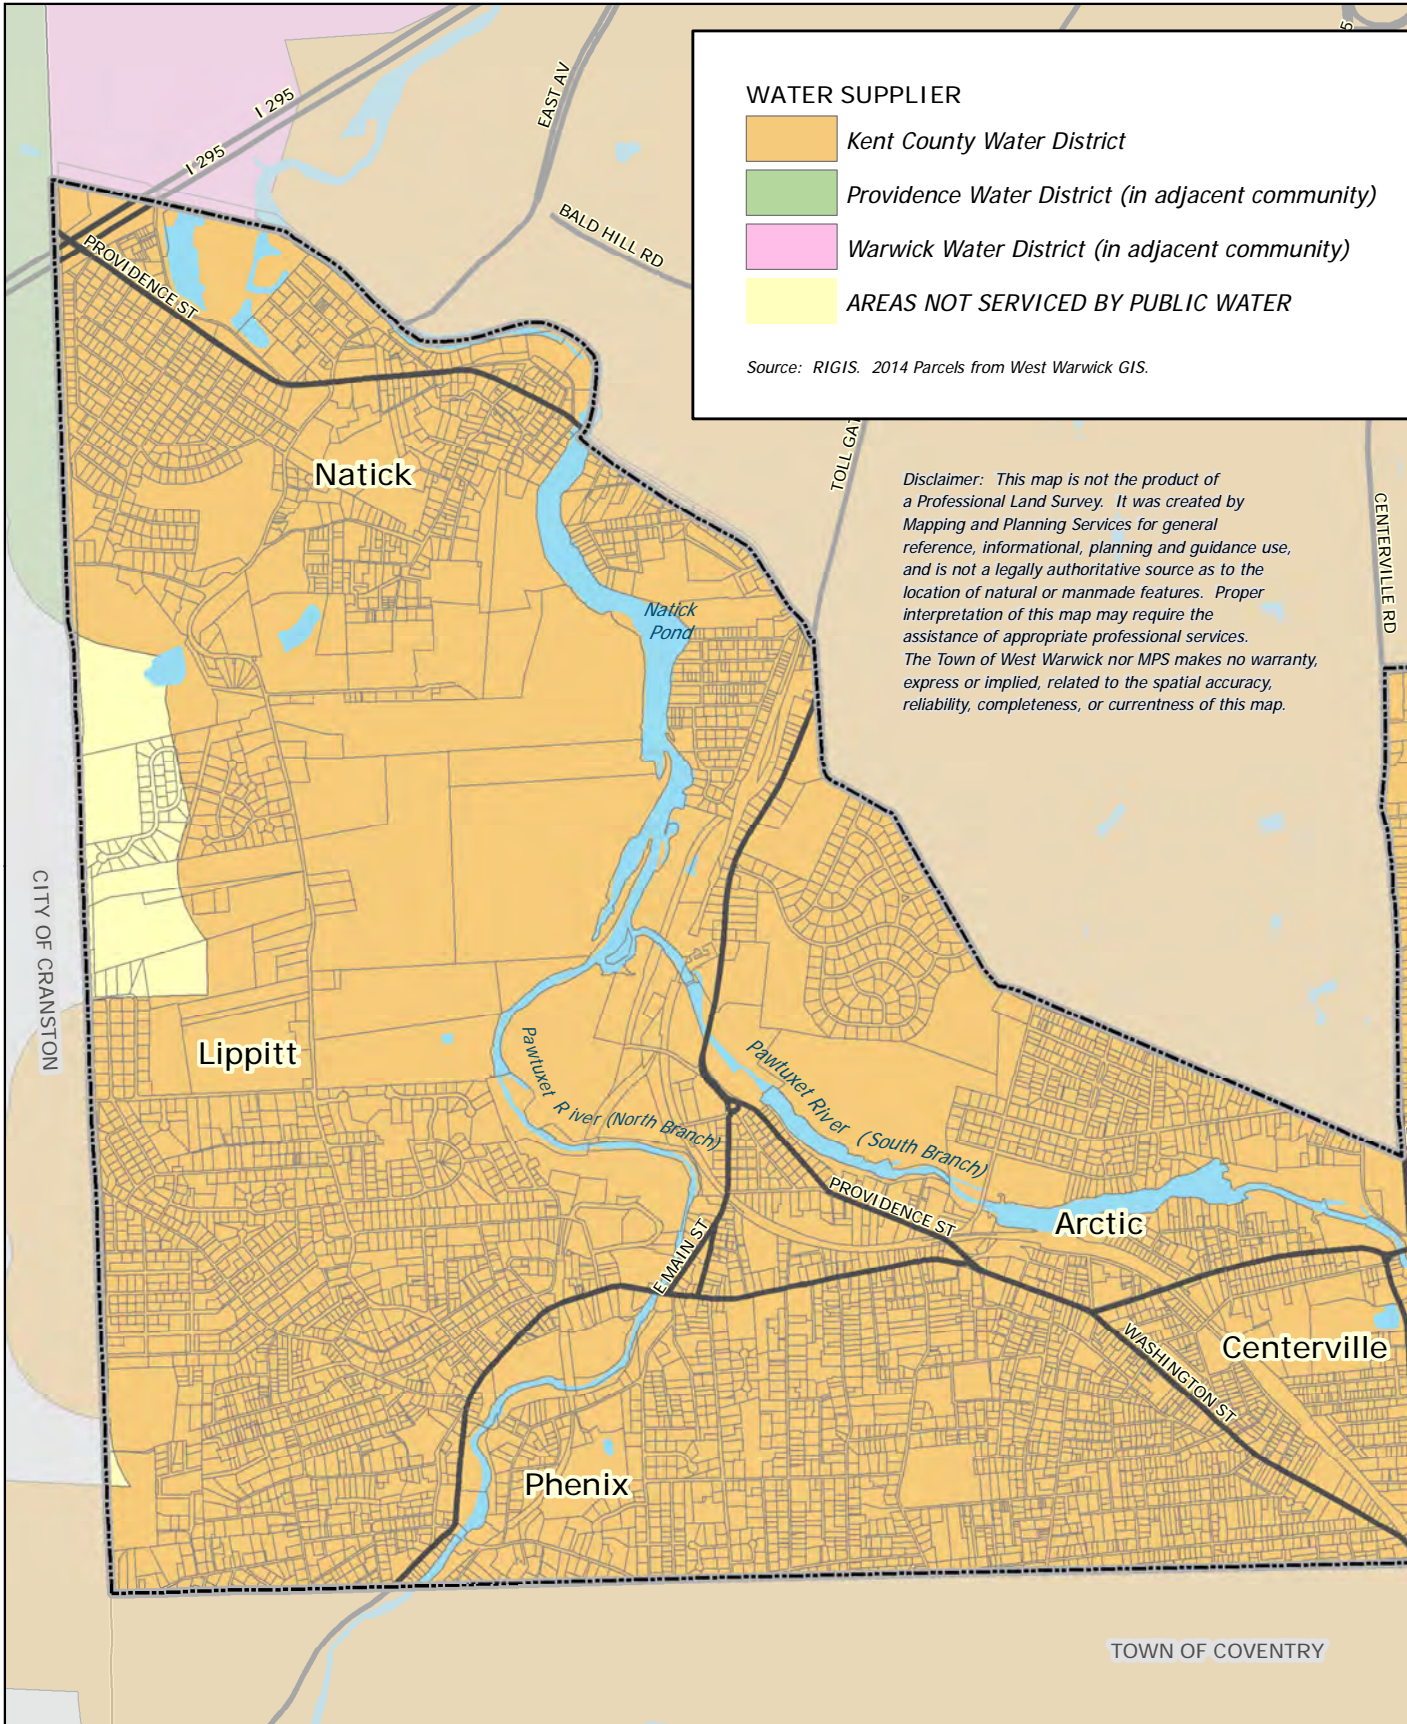 WATER SUPPLIER
Kent County Water District
Providence Water District (in adjacent community)
Warwick Water District (in adjacent community)
AREAS NOT SERVICED BY PUBLIC WATER
Source: RIGIS. 2014 Parcels from West Warwick GIS.
I 295
I 295
EAST AV
BALD HILL RD
5
PROVIDENCE ST
Natick
TOLL GAT
CENTERVILLE RD
Disclaimer: This map is not the product of
a Professional Land Survey. It was created by
Mapping and Planning Services for general
reference, informational, planning and guidance use,
and is not a legally authoritative source as to the
location of natural or manmade features. Proper
interpretation of this map may require the
assistance of appropriate professional services.
The Town of West Warwick nor MPS makes no warranty,
express or implied, related to the spatial accuracy,
reliability, completeness, or currentness of this map.
Natick
Pond
CITY OF CRANSTON
Lippitt
Pawtuxet River (North Branch)
Pawtuxet River (South Branch)
PROVIDENCE ST
Arctic
E MAIN ST
WASHINGTON ST
Centerville
Phenix
TOWN OF COVENTRY